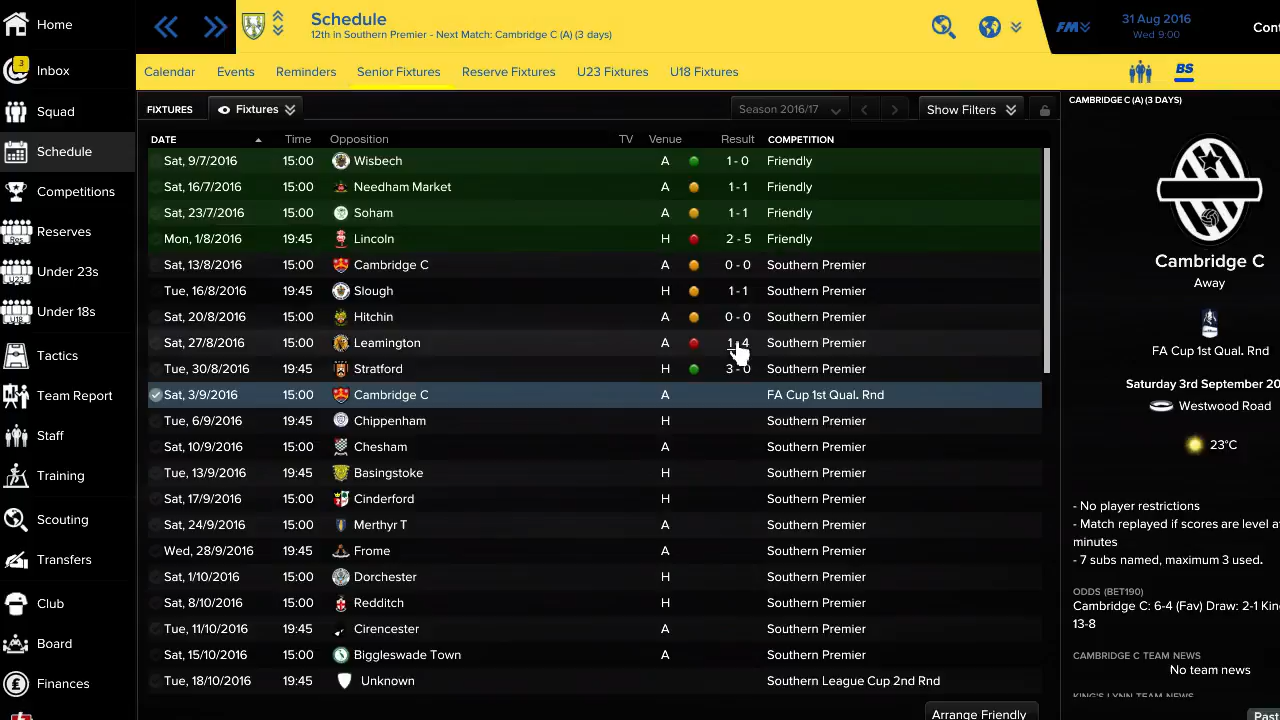 Home
Schedule
12th in Southern Premier - Next Match: Cambridge C (A) (3 days)
FM
31 Aug 2016
Wed 9:00
Con
3
Inbox
Calendar Events Reminders Senior Fixtures Reserve Fixtures U23 Fixtures U18 Fixtures
BS
Squad
Schedule
Competitions
Res
Reserves
U23
Under 23s
U18
Under 18s
Tactics
Team Report
Staff
Training
Scouting
Transfers
Club
Board
Finances
FIXTURES Fixtures Season 2016/17 Show Filters
DATE Time Opposition TV Venue Result COMPETITION
Sat, 9/7/2016 15:00 Wisbech A 1 - 0 Friendly
Sat, 16/7/2016 15:00 Needham Market A 1 - 1 Friendly
Sat, 23/7/2016 15:00 Soham A 1 - 1 Friendly
Mon, 1/8/2016 19:45 Lincoln H 2 - 5 Friendly
Sat, 13/8/2016 15:00 Cambridge C A 0 - 0 Southern Premier
Tue, 16/8/2016 19:45 Slough H 1 - 1 Southern Premier
Sat, 20/8/2016 15:00 Hitchin A 0 - 0 Southern Premier
Sat, 27/8/2016 15:00 Leamington A 1 - 4 Southern Premier
Tue, 30/8/2016 19:45 Stratford H 3 - 0 Southern Premier
Sat, 3/9/2016 15:00 Cambridge C A FA Cup 1st Qual. Rnd
Tue, 6/9/2016 19:45 Chippenham H Southern Premier
Sat, 10/9/2016 15:00 Chesham A Southern Premier
Tue, 13/9/2016 19:45 Basingstoke H Southern Premier
Sat, 17/9/2016 15:00 Cinderford H Southern Premier
Sat, 24/9/2016 15:00 Merthyr T A Southern Premier
Wed, 28/9/2016 19:45 Frome A Southern Premier
Sat, 1/10/2016 15:00 Dorchester H Southern Premier
Sat, 8/10/2016 15:00 Redditch H Southern Premier
Tue, 11/10/2016 19:45 Cirencester A Southern Premier
Sat, 15/10/2016 15:00 Biggleswade Town A Southern Premier
Tue, 18/10/2016 19:45 Unknown Southern League Cup 2nd Rnd
Arrange Friendly
CAMBRIDGE C (A) (3 DAYS)
Cambridge C
Away
FA Cup 1st Qual. Rnd
Saturday 3rd September 20
Westwood Road
23°C
- No player restrictions
- Match replayed if scores are level a
minutes
- 7 subs named, maximum 3 used.
ODDS (BET190)
Cambridge C: 6-4 (Fav) Draw: 2-1 Kin
13-8
CAMBRIDGE C TEAM NEWS
No team news
KING'S LYNN TEAM NEWS
Past